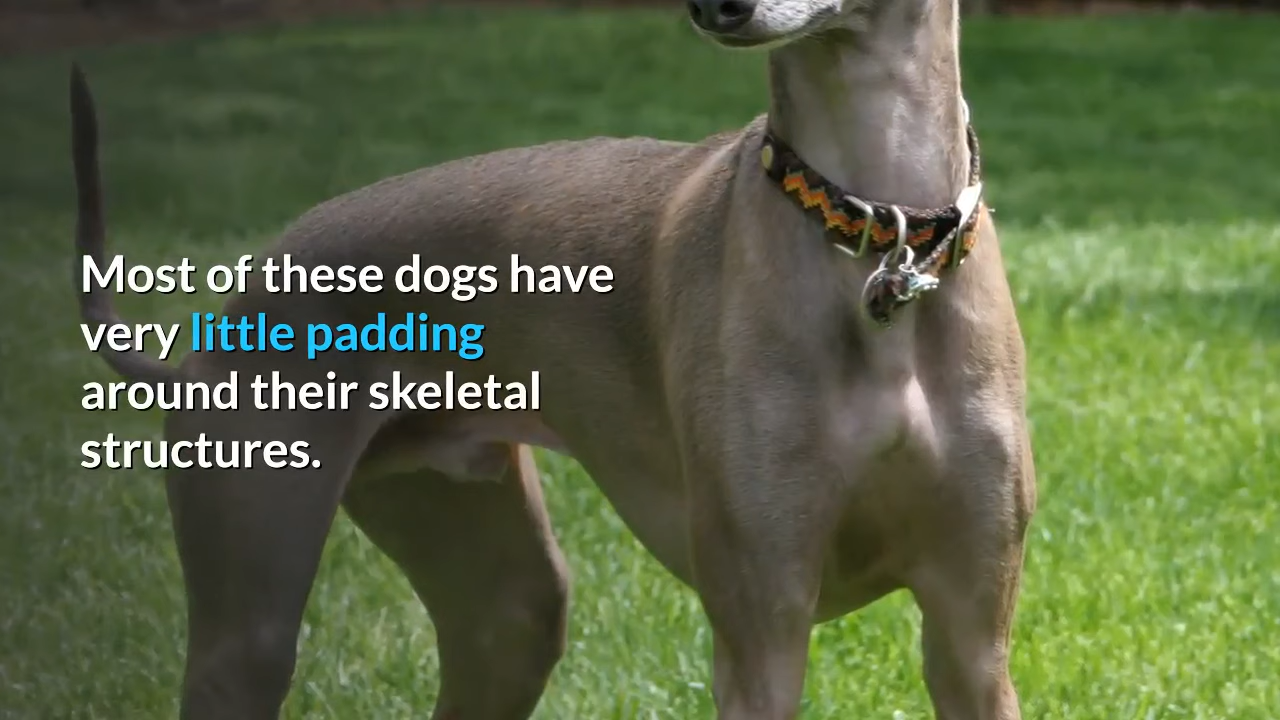 Most of these dogs have
very little padding
around their skeletal
structures.